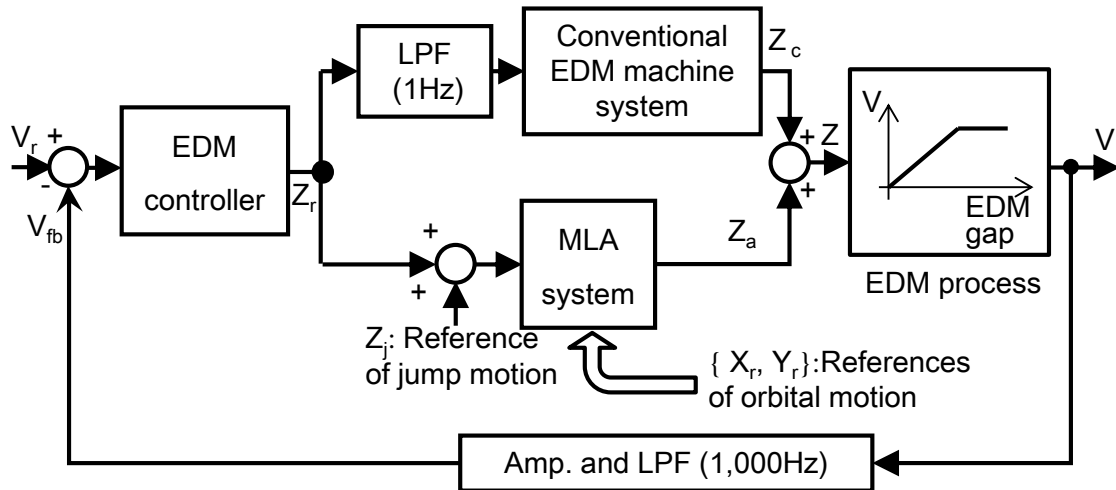 V_r
+
-
V_fb
EDM
controller
Z_r
LPF
(1Hz)
Conventional
EDM machine
system
Z_c
+
+
Z
V
EDM
gap
EDM process
V
+
+
MLA
system
Z_a
Z_j: Reference
of jump motion
{ X_r, Y_r}:References
of orbital motion
Amp. and LPF (1,000Hz)